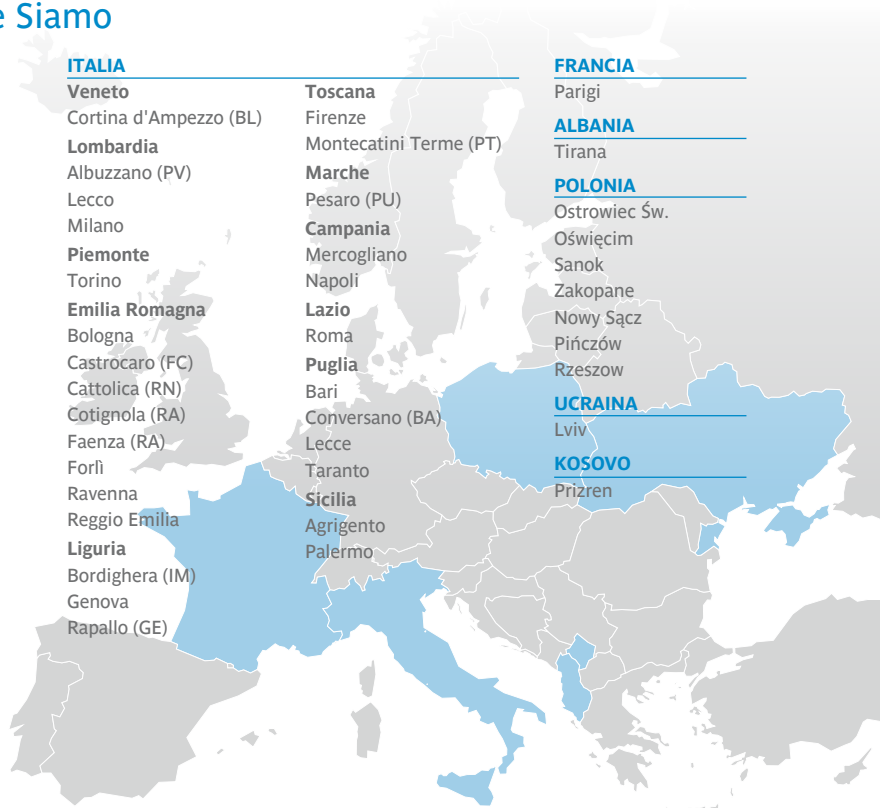 e Siamo
ITALIA
Veneto
Cortina d'Ampezzo (BL)
Lombardia
Albuzzano (PV)
Lecco
Milano
Piemonte
Torino
Emilia Romagna
Bologna
Castrocaro (FC)
Cattolica (RN)
Cotignola (RA)
Faenza (RA)
Forlì
Ravenna
Reggio Emilia
Liguria
Bordighera (IM)
Genova
Rapallo (GE)
Toscana
Firenze
Montecatini Terme (PT)
Marche
Pesaro (PU)
Campania
Mercogliano
Napoli
Lazio
Roma
Puglia
Bari
Conversano (BA)
Lecce
Taranto
Sicilia
Agrigento
Palermo
FRANCIA
Parigi
ALBANIA
Tirana
POLONIA
Ostrowiec Św.
Oświęcim
Sanok
Zakopane
Nowy Sącz
Pińczów
Rzeszow
UCRAINA
Lviv
KOSOVO
Prizren